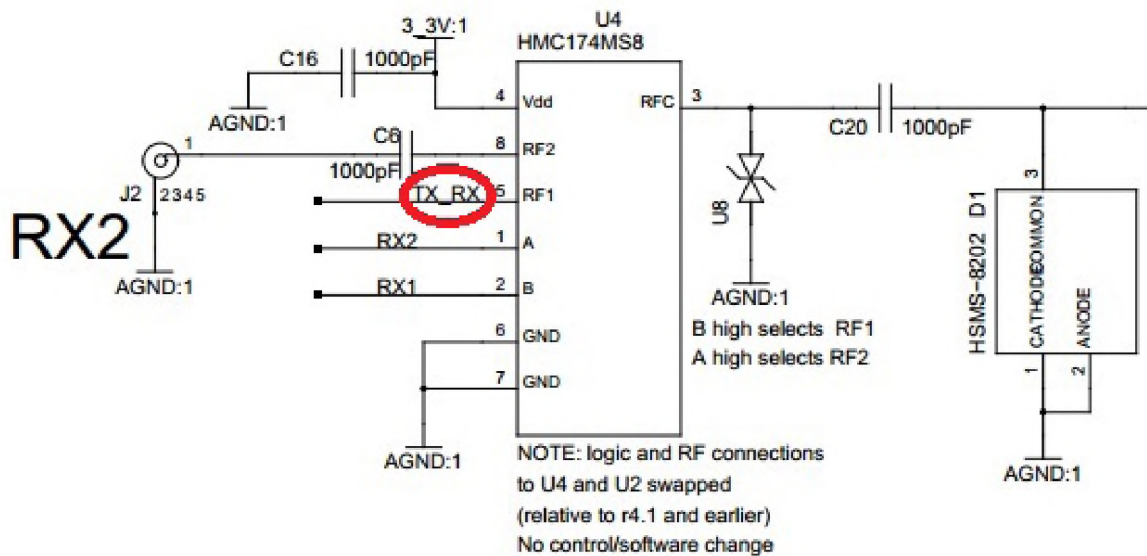 U4
3_3V:1
HMC174MS8
C16
1000pF
4
Vdd
RFC
3
AGND:1
C20
1000pF
1
C6
8
RF2
1000pF
J2
2345
TX_RX
5
RF1
3
RX2
RX2
1
A
U8
AGND:1
RX1
2
B
AGND:1
HSMS-8202 D1
CATHODE
COMMON
ANODE
B high selects RF1
A high selects RF2
6
GND
7
GND
1
2
AGND:1
NOTE: logic and RF connections
to U4 and U2 swapped
(relative to r4.1 and earlier)
No control/software change
AGND:1